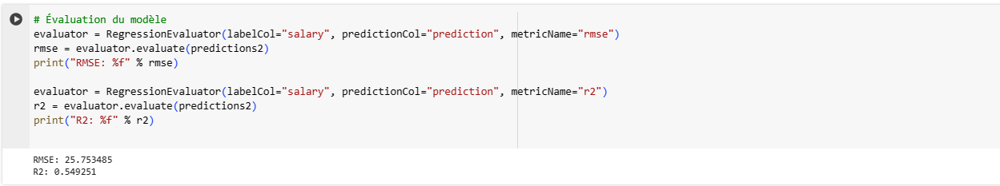 # Évaluation du modèle
evaluator = RegressionEvaluator(labelCol="salary", predictionCol="prediction", metricName="rmse")
rmse = evaluator.evaluate(predictions2)
print("RMSE: %f" % rmse)
evaluator = RegressionEvaluator(labelCol="salary", predictionCol="prediction", metricName="r2")
r2 = evaluator.evaluate(predictions2)
print("R2: %f" % r2)
RMSE: 25.753485
R2: 0.549251